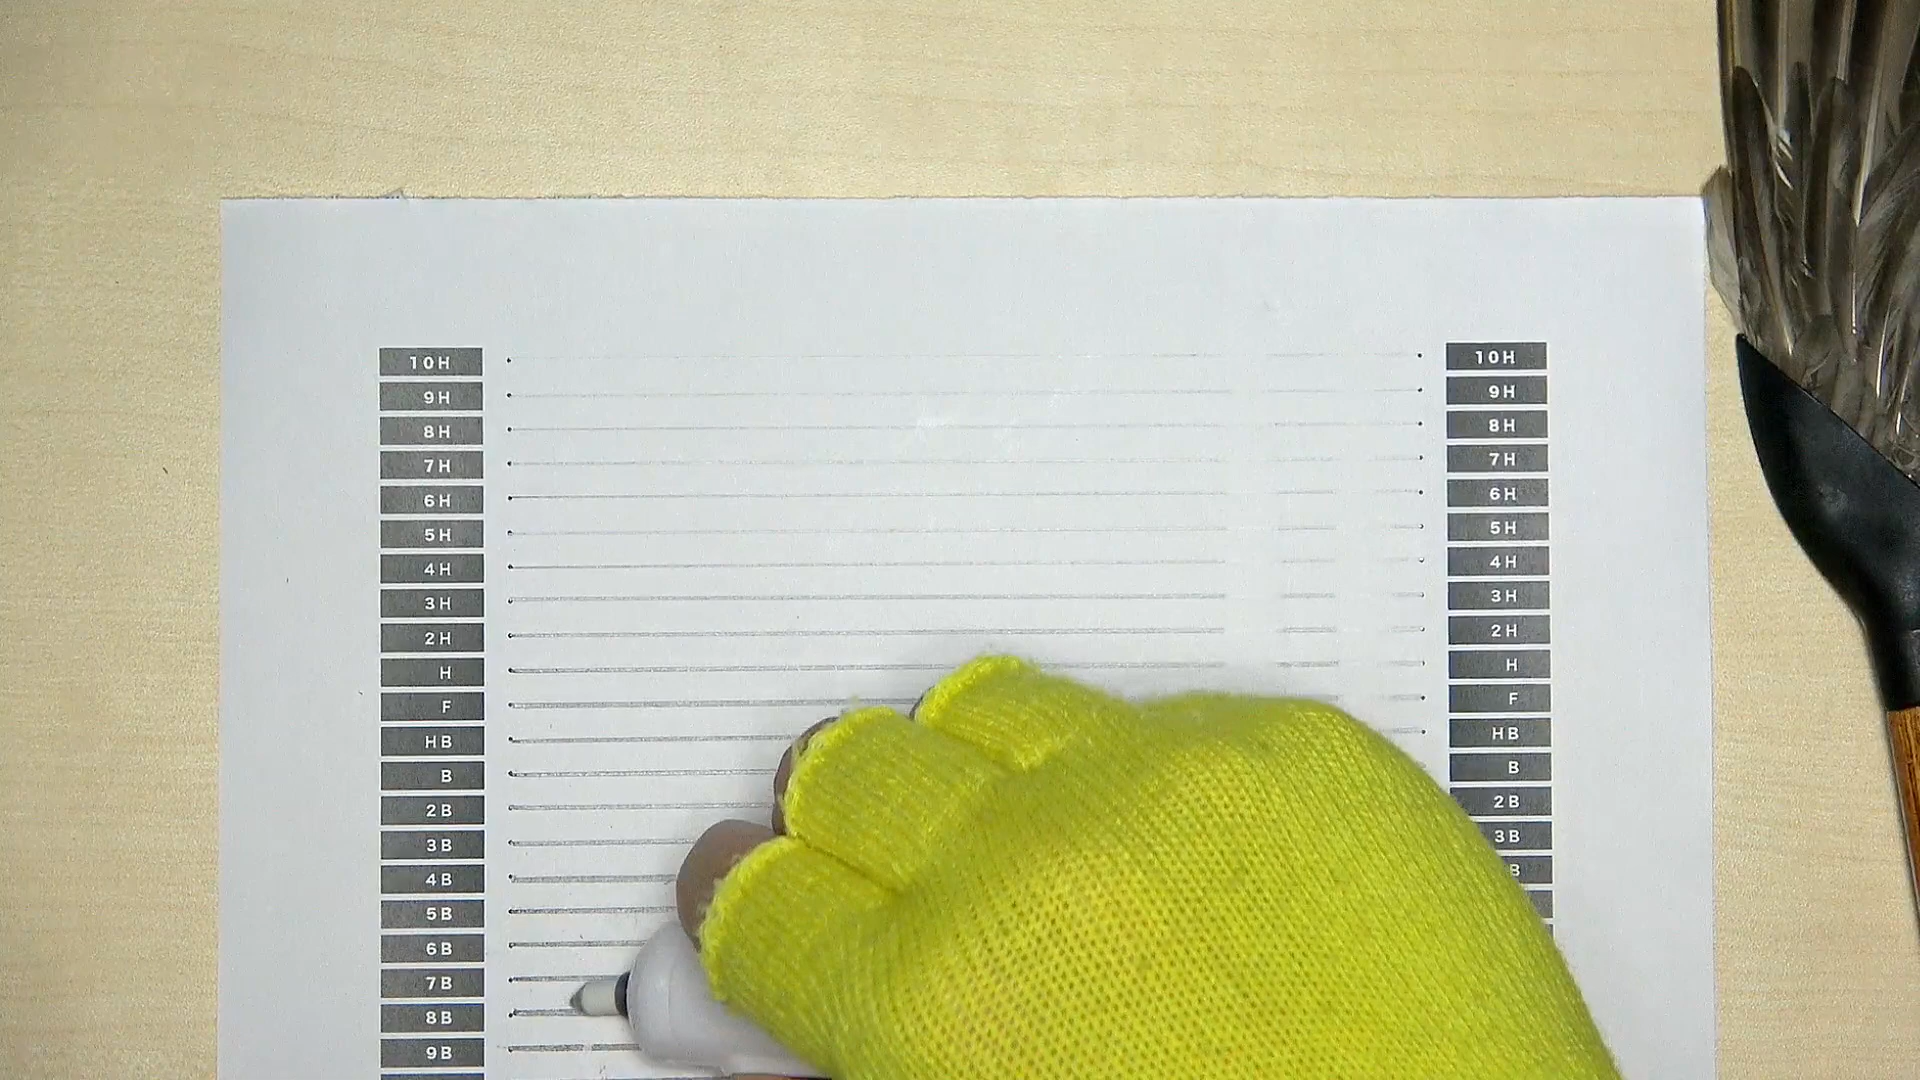 10H 10H
9H 9H
8H 8H
7H 7H
6H 6H
5H 5H
4H 4H
3H 3H
2H 2H
H H
F F
HB HB
B B
2B 2B
3B 3B
4B B
5B
6B
7B
8B
9B